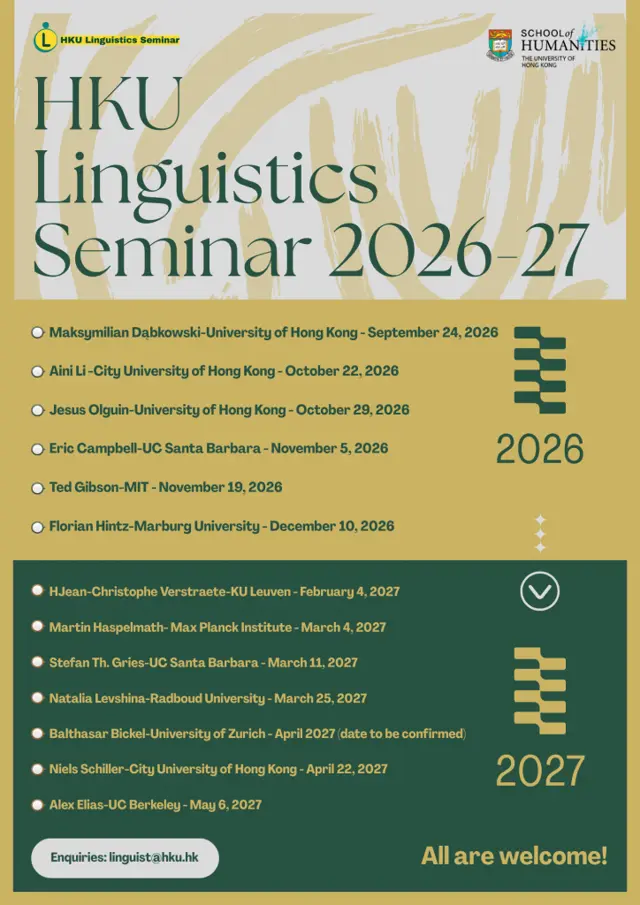 HKU Linguistics Seminar
SCHOOL of
HUMANITIES
THE UNIVERSITY OF
HONG KONG
HKU
Linguistics
Seminar 2026-27
Maksymilian Dąbkowski-University of Hong Kong - September 24, 2026
Aini Li -City University of Hong Kong - October 22, 2026
Jesus Olguin-University of Hong Kong - October 29, 2026
Eric Campbell-UC Santa Barbara - November 5, 2026
Ted Gibson-MIT - November 19, 2026
Florian Hintz-Marburg University - December 10, 2026
2026
HJean-Christophe Verstraete-KU Leuven - February 4, 2027
Martin Haspelmath- Max Planck Institute - March 4, 2027
Stefan Th. Gries-UC Santa Barbara - March 11, 2027
Natalia Levshina-Radboud University - March 25, 2027
Balthasar Bickel-University of Zurich - April 2027 (date to be confirmed)
Niels Schiller-City University of Hong Kong - April 22, 2027
Alex Elias-UC Berkeley - May 6, 2027
2027
Enquiries: linguist@hku.hk
All are welcome!